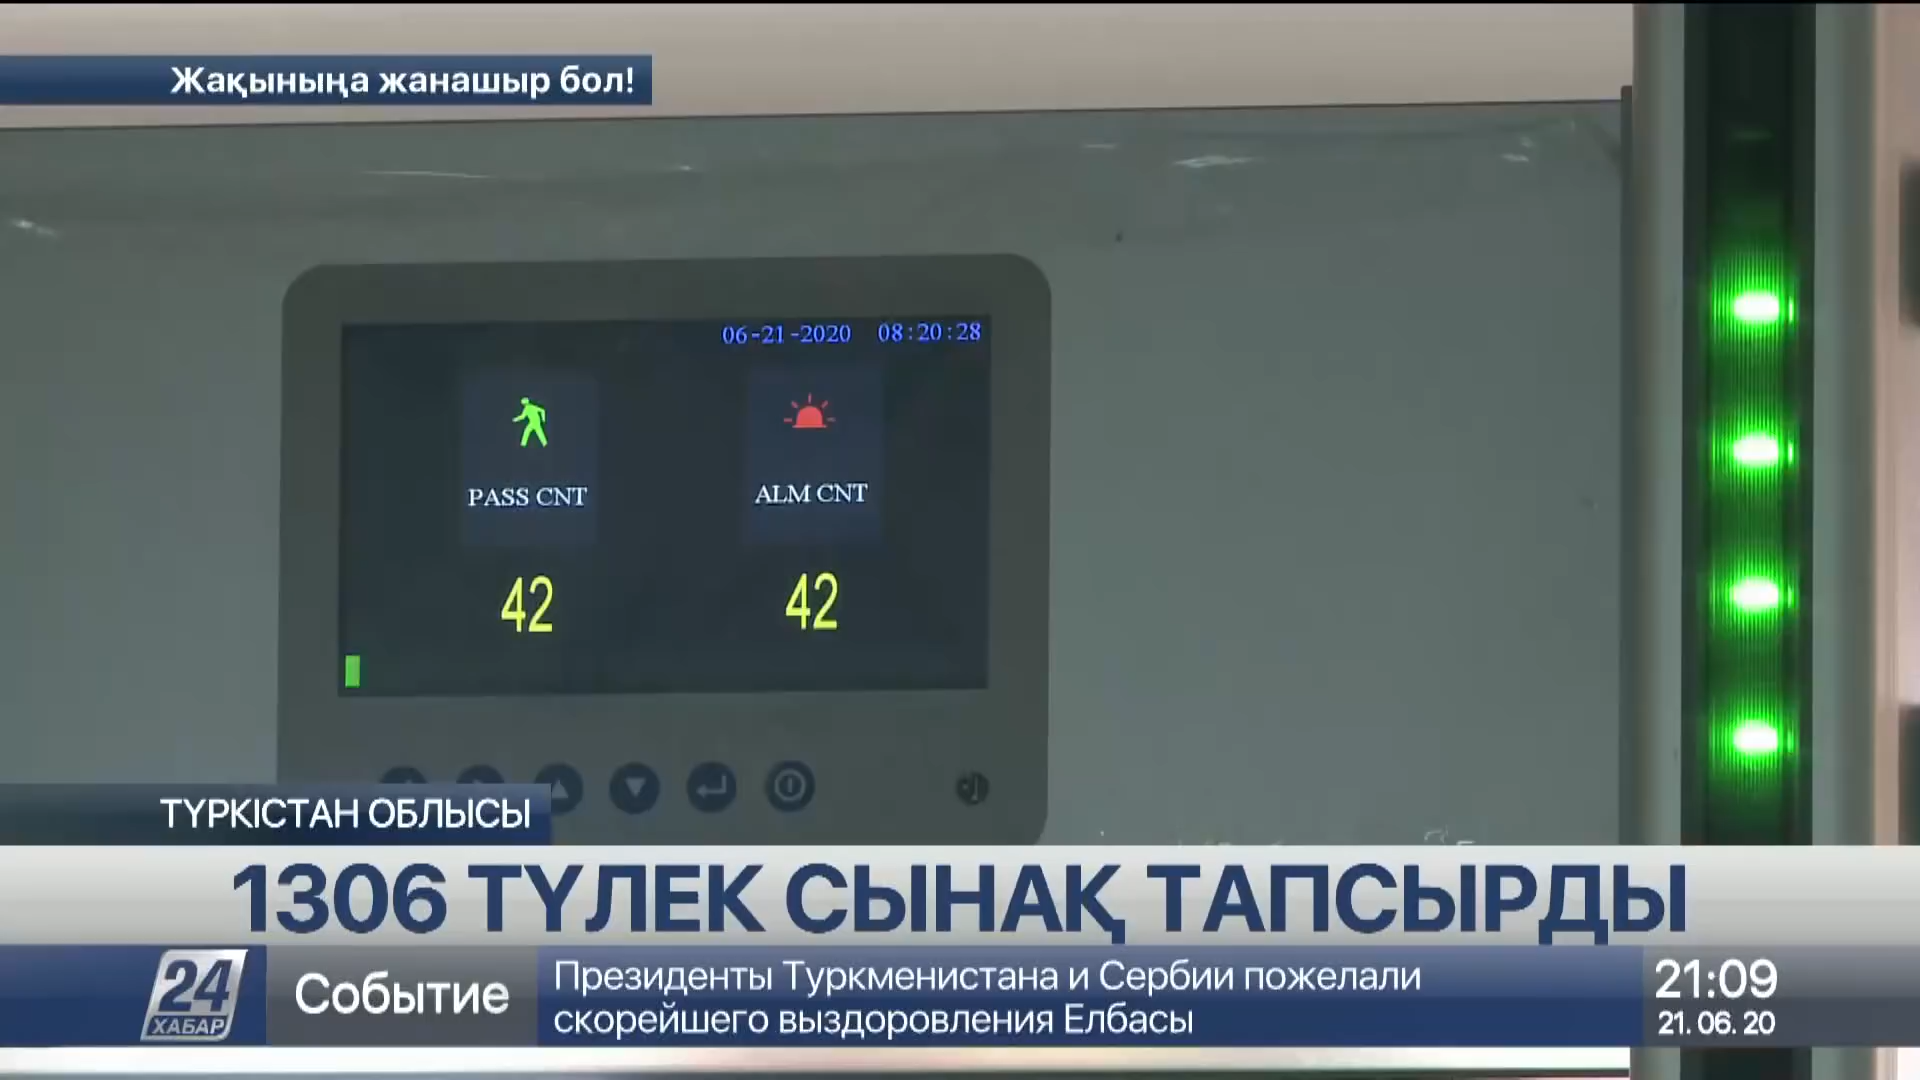 Жақыныңа жанашыр бол!
06-21-2020 08:20:28
PASS CNT
ALM CNT
42
42
ТҮРКІСТАН ОБЛЫСЫ
1306 ТҮЛЕК СЫНАҚ ТАПСЫРДЫ
24
ХАБАР
Событие
Президенты Туркменистана и Сербии пожелали
скорейшего выздоровления Елбасы
21:09
21. 06. 20